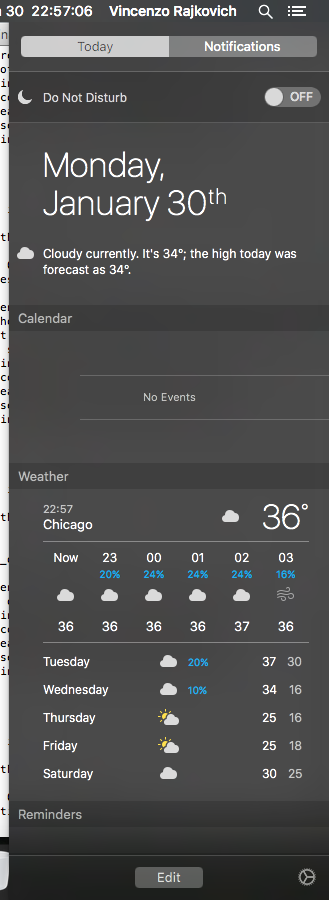 30 22:57:06 Vincenzo Rajkovich
Today Notifications
Do Not Disturb OFF
Monday,
January 30th
Cloudy currently. It's 34°; the high today was
forecast as 34°.
Calendar
No Events
Weather
22:57
Chicago 36°
Now 23 00 01 02 03
20% 24% 24% 24% 16%
36 36 36 36 37 36
Tuesday 20% 37 30
Wednesday 10% 34 16
Thursday 25 16
Friday 25 18
Saturday 30 25
Reminders
Edit